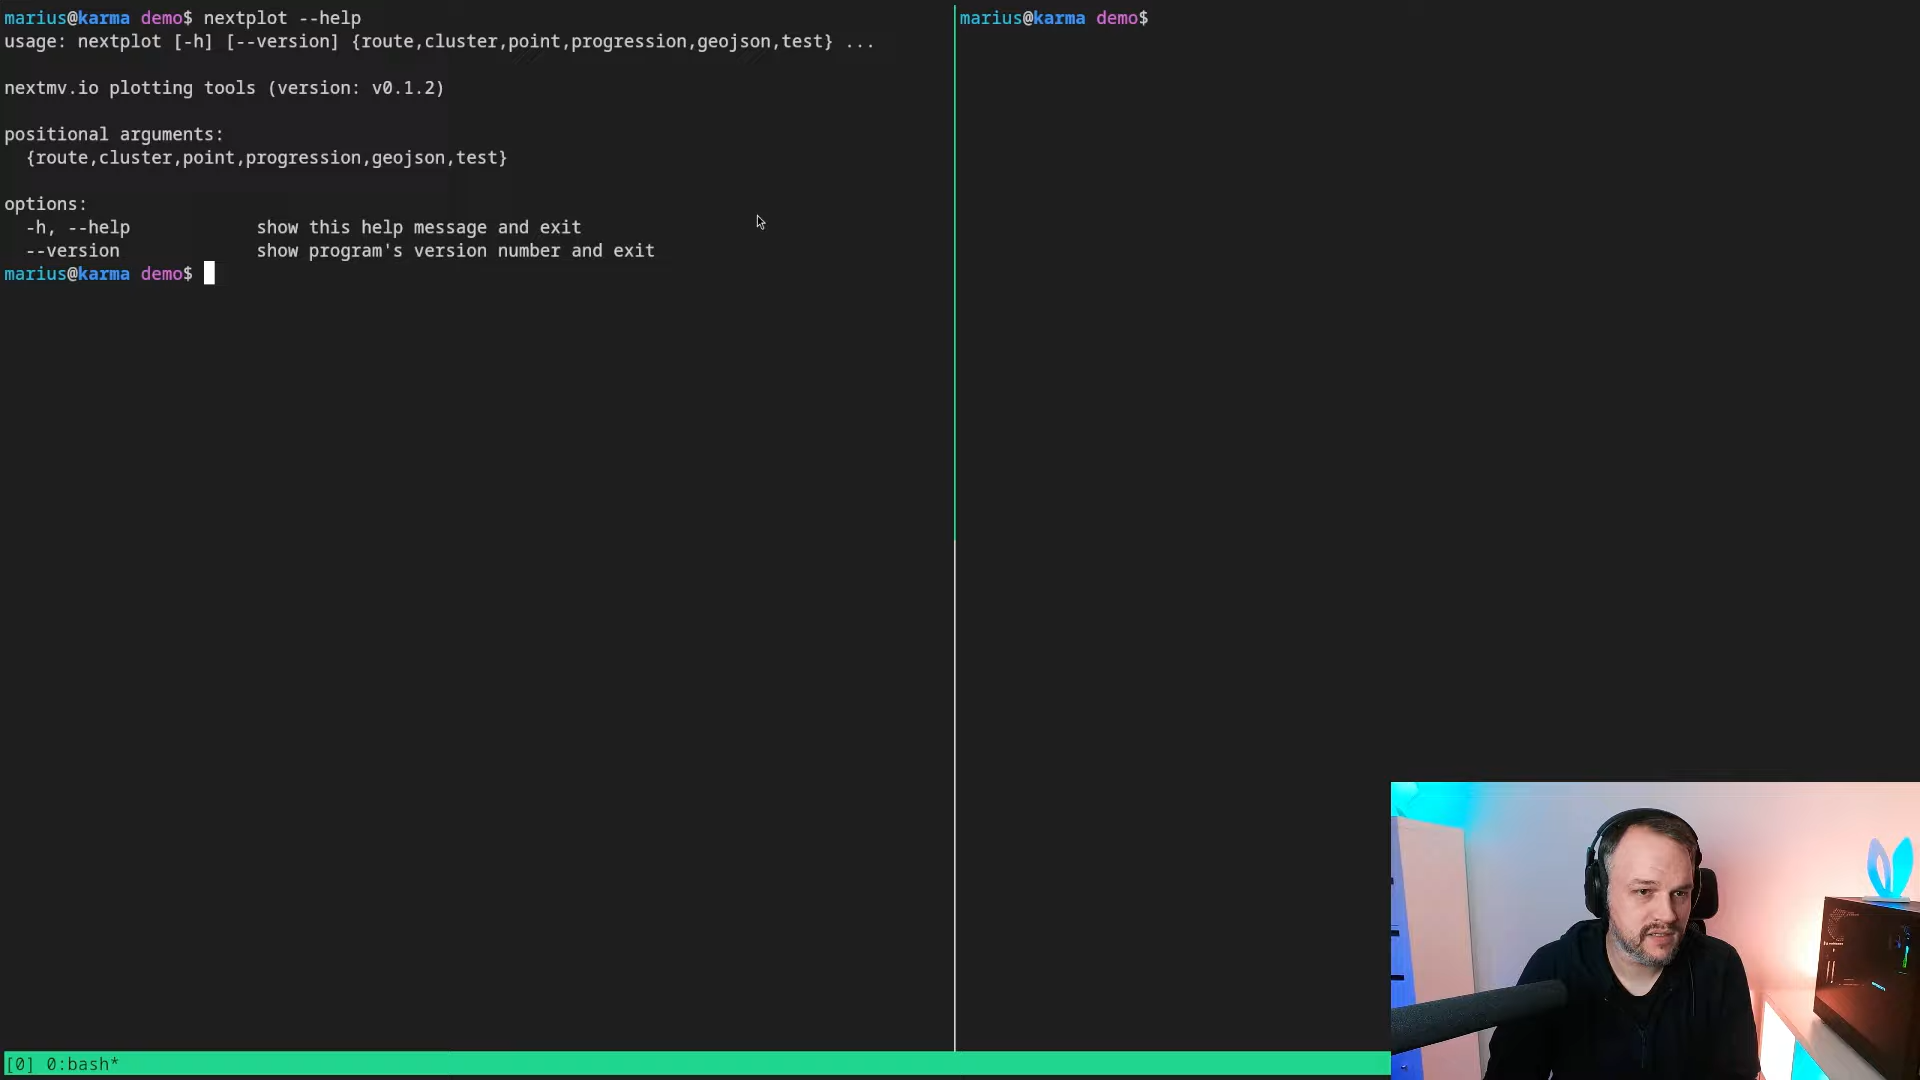 marius@karma demo$ nextplot --help
usage: nextplot [-h] [--version] {route,cluster,point,progression,geojson,test} ...
nextmv.io plotting tools (version: v0.1.2)
positional arguments:
  {route,cluster,point,progression,geojson,test}
options:
  -h, --help            show this help message and exit
  --version             show program's version number and exit
marius@karma demo$
marius@karma demo$
[0] 0:bash*